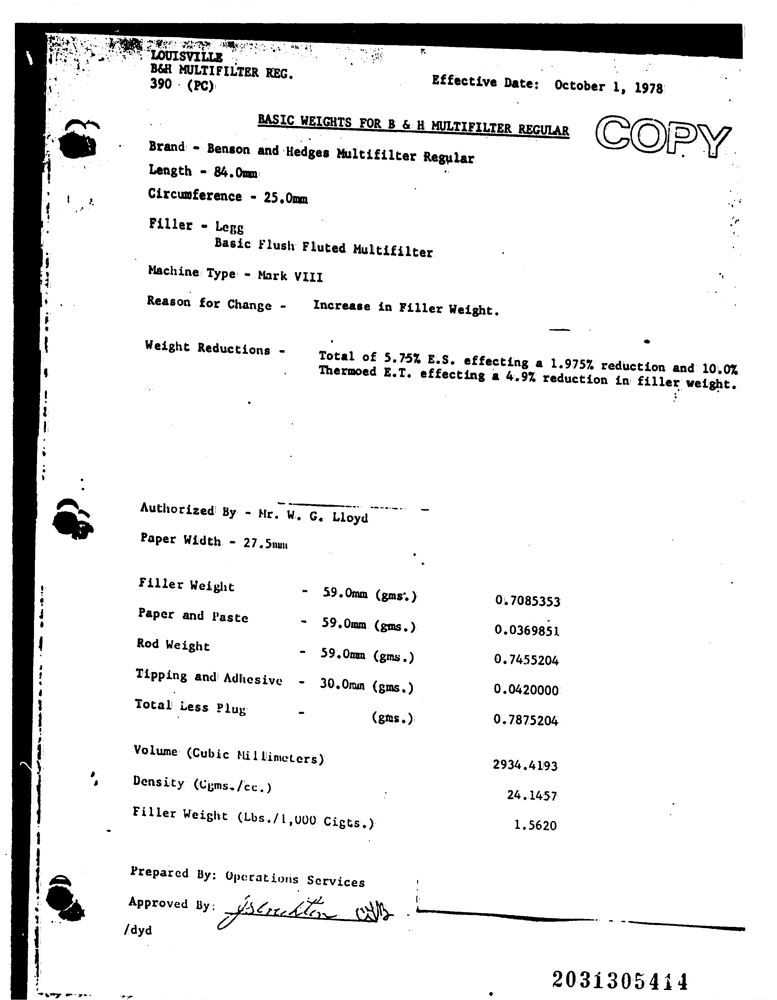 LOUISVILLE
B&H MULTIFILTER REG.
390 (PC)
Effective Date: October 1, 1978
BASIC WEIGHTS FOR B & H MULTIFILTER REGULAR
COPY
Brand - Benson and Hedges Multifilter Regular
Length - 84.0mm
Circumference - 25.0mm
Filler - Legg
Basic Flush Fluted Multifilter
Machine Type - Mark VIII
Reason for Change - Increase in Filler Weight.
Weight Reductions - Total of 5.75% E.S. effecting a 1.975% reduction and 10.0%
Thermoed E.T. effecting a 4.9% reduction in filler weight.
Authorized By - Mr. W. G. Lloyd
Paper Width - 27.5mm
Filler Weight - 59.0mm (gms.) 0.7085353
Paper and Paste - 59.0mm (gms.) 0.0369851
Rod Weight - 59.0mm (gms.) 0.7455204
Tipping and Adhesive - 30.0mm (gms.) 0.0420000
Total Less Plug - (gms.) 0.7875204
Volume (Cubic Millimeters) 2934.4193
Density (Cgms./cc.) 24.1457
Filler Weight (Lbs./1,000 Cigts.) 1.5620
Prepared By: Operations Services
Approved By:
/dyd
2031305414